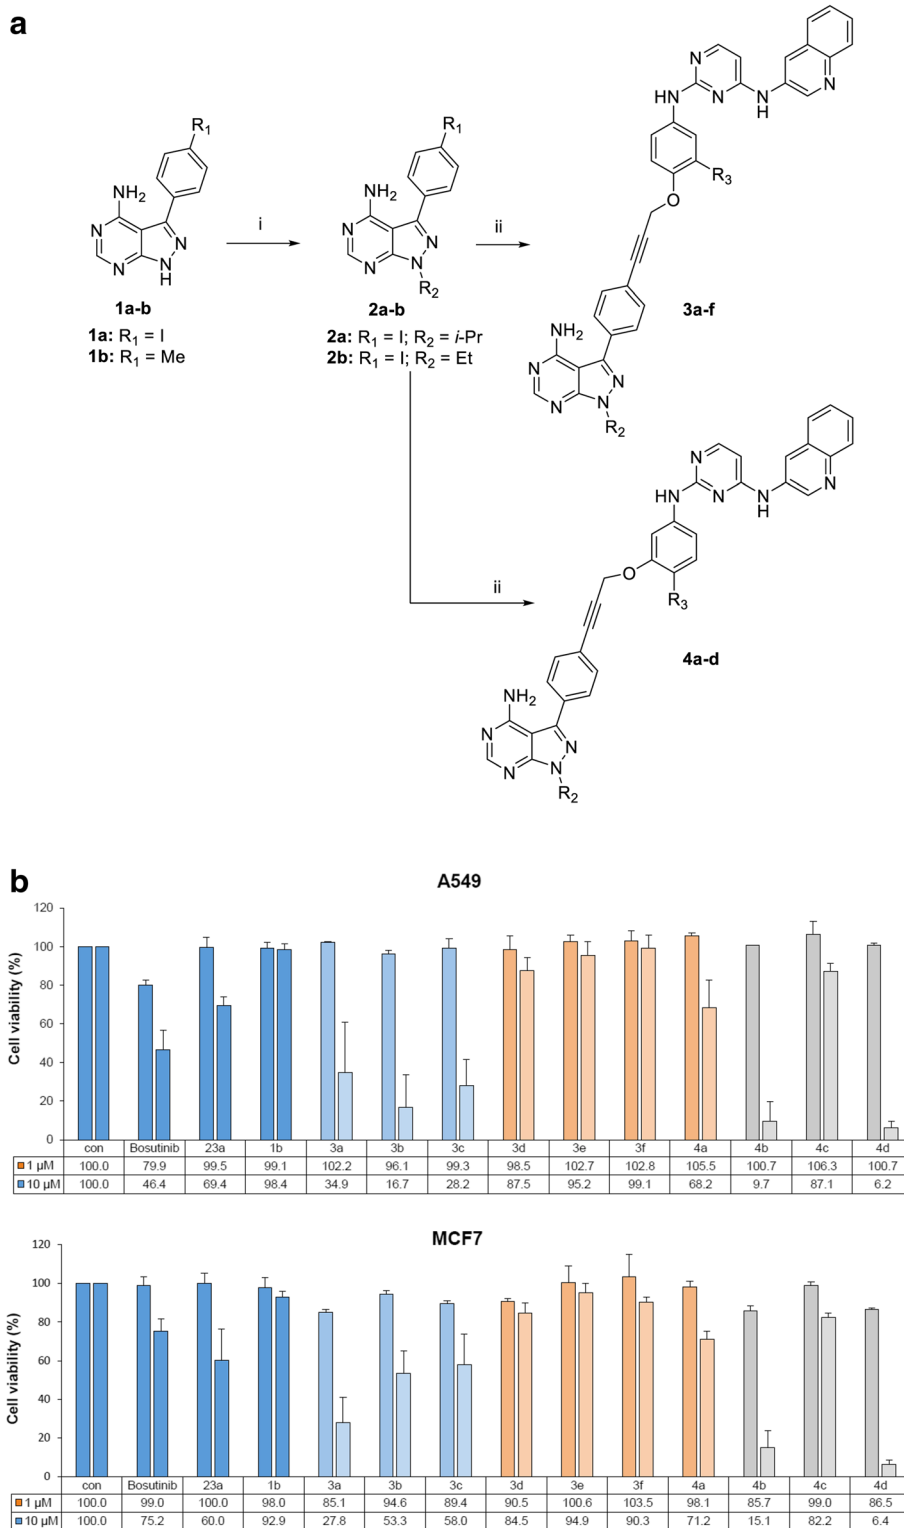 a
R1
NH2
N
N
N
N
H
1a-b
1a: R1 = I
1b: R1 = Me
i
R1
NH2
N
N
N
N
R2
2a-b
2a: R1 = I; R2 = i-Pr
2b: R1 = I; R2 = Et
ii
N
N
HN
N
H
N
R3
O
NH2
N
N
N
N
R2
3a-f
ii
N
N
HN
N
H
N
O
R3
NH2
N
N
N
N
R2
4a-d
b
A549
Cell viability (%)
120
100
80
60
40
20
0
con Bosutinib 23a 1b 3a 3b 3c 3d 3e 3f 4a 4b 4c 4d
1 µM 100.0 79.9 99.5 99.1 102.2 96.1 99.3 98.5 102.7 102.8 105.5 100.7 106.3 100.7
10 µM 100.0 46.4 69.4 98.4 34.9 16.7 28.2 87.5 95.2 99.1 68.2 9.7 87.1 6.2
MCF7
Cell viability (%)
120
100
80
60
40
20
0
con Bosutinib 23a 1b 3a 3b 3c 3d 3e 3f 4a 4b 4c 4d
1 µM 100.0 99.0 100.0 98.0 85.1 94.6 89.4 90.5 100.6 103.5 98.1 85.7 99.0 86.5
10 µM 100.0 75.2 60.0 92.9 27.8 53.3 58.0 84.5 94.9 90.3 71.2 15.1 82.2 6.4